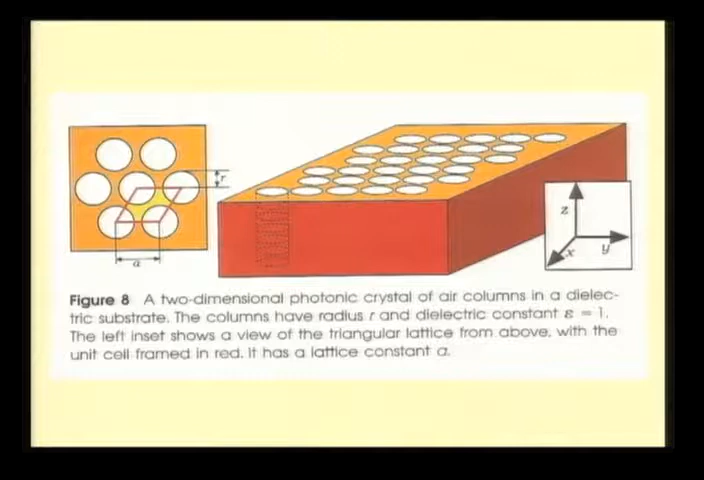 r
a
z
x
y
Figure 8 A two-dimensional photonic crystal of air columns in a dielec-
tric substrate. The columns have radius r and dielectric constant ε = 1.
The left inset shows a view of the triangular lattice from above, with the
unit cell framed in red. It has a lattice constant a.